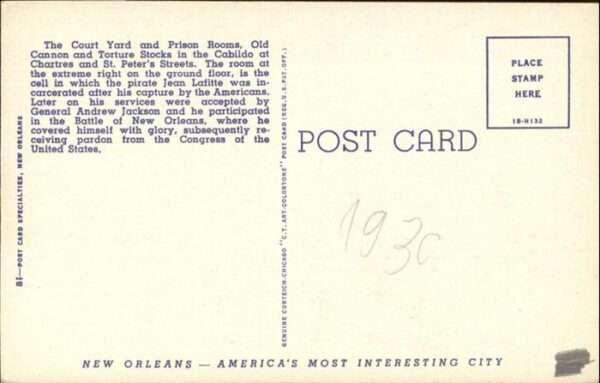 The Court Yard and Prison Rooms, Old
Cannon and Torture Stocks in the Cabildo at
Chartres and St. Peter's Streets. The room at
the extreme right on the ground floor, is the
cell in which the pirate Jean Lafitte was in-
carcerated after his capture by the Americans.
Later on his services were accepted by
General Andrew Jackson and he participated
in the Battle of New Orleans, where he
covered himself with glory, subsequently re-
ceiving pardon from the Congress of the
United States.
81—POST CARD SPECIALTIES, NEW ORLEANS
GENUINE CURTEICH-CHICAGO "C.T. ART-COLORTONE" POST CARD (REG. U.S. PAT. OFF.)
POST CARD
PLACE
STAMP
HERE
1B-H132
193c
NEW ORLEANS — AMERICA'S MOST INTERESTING CITY